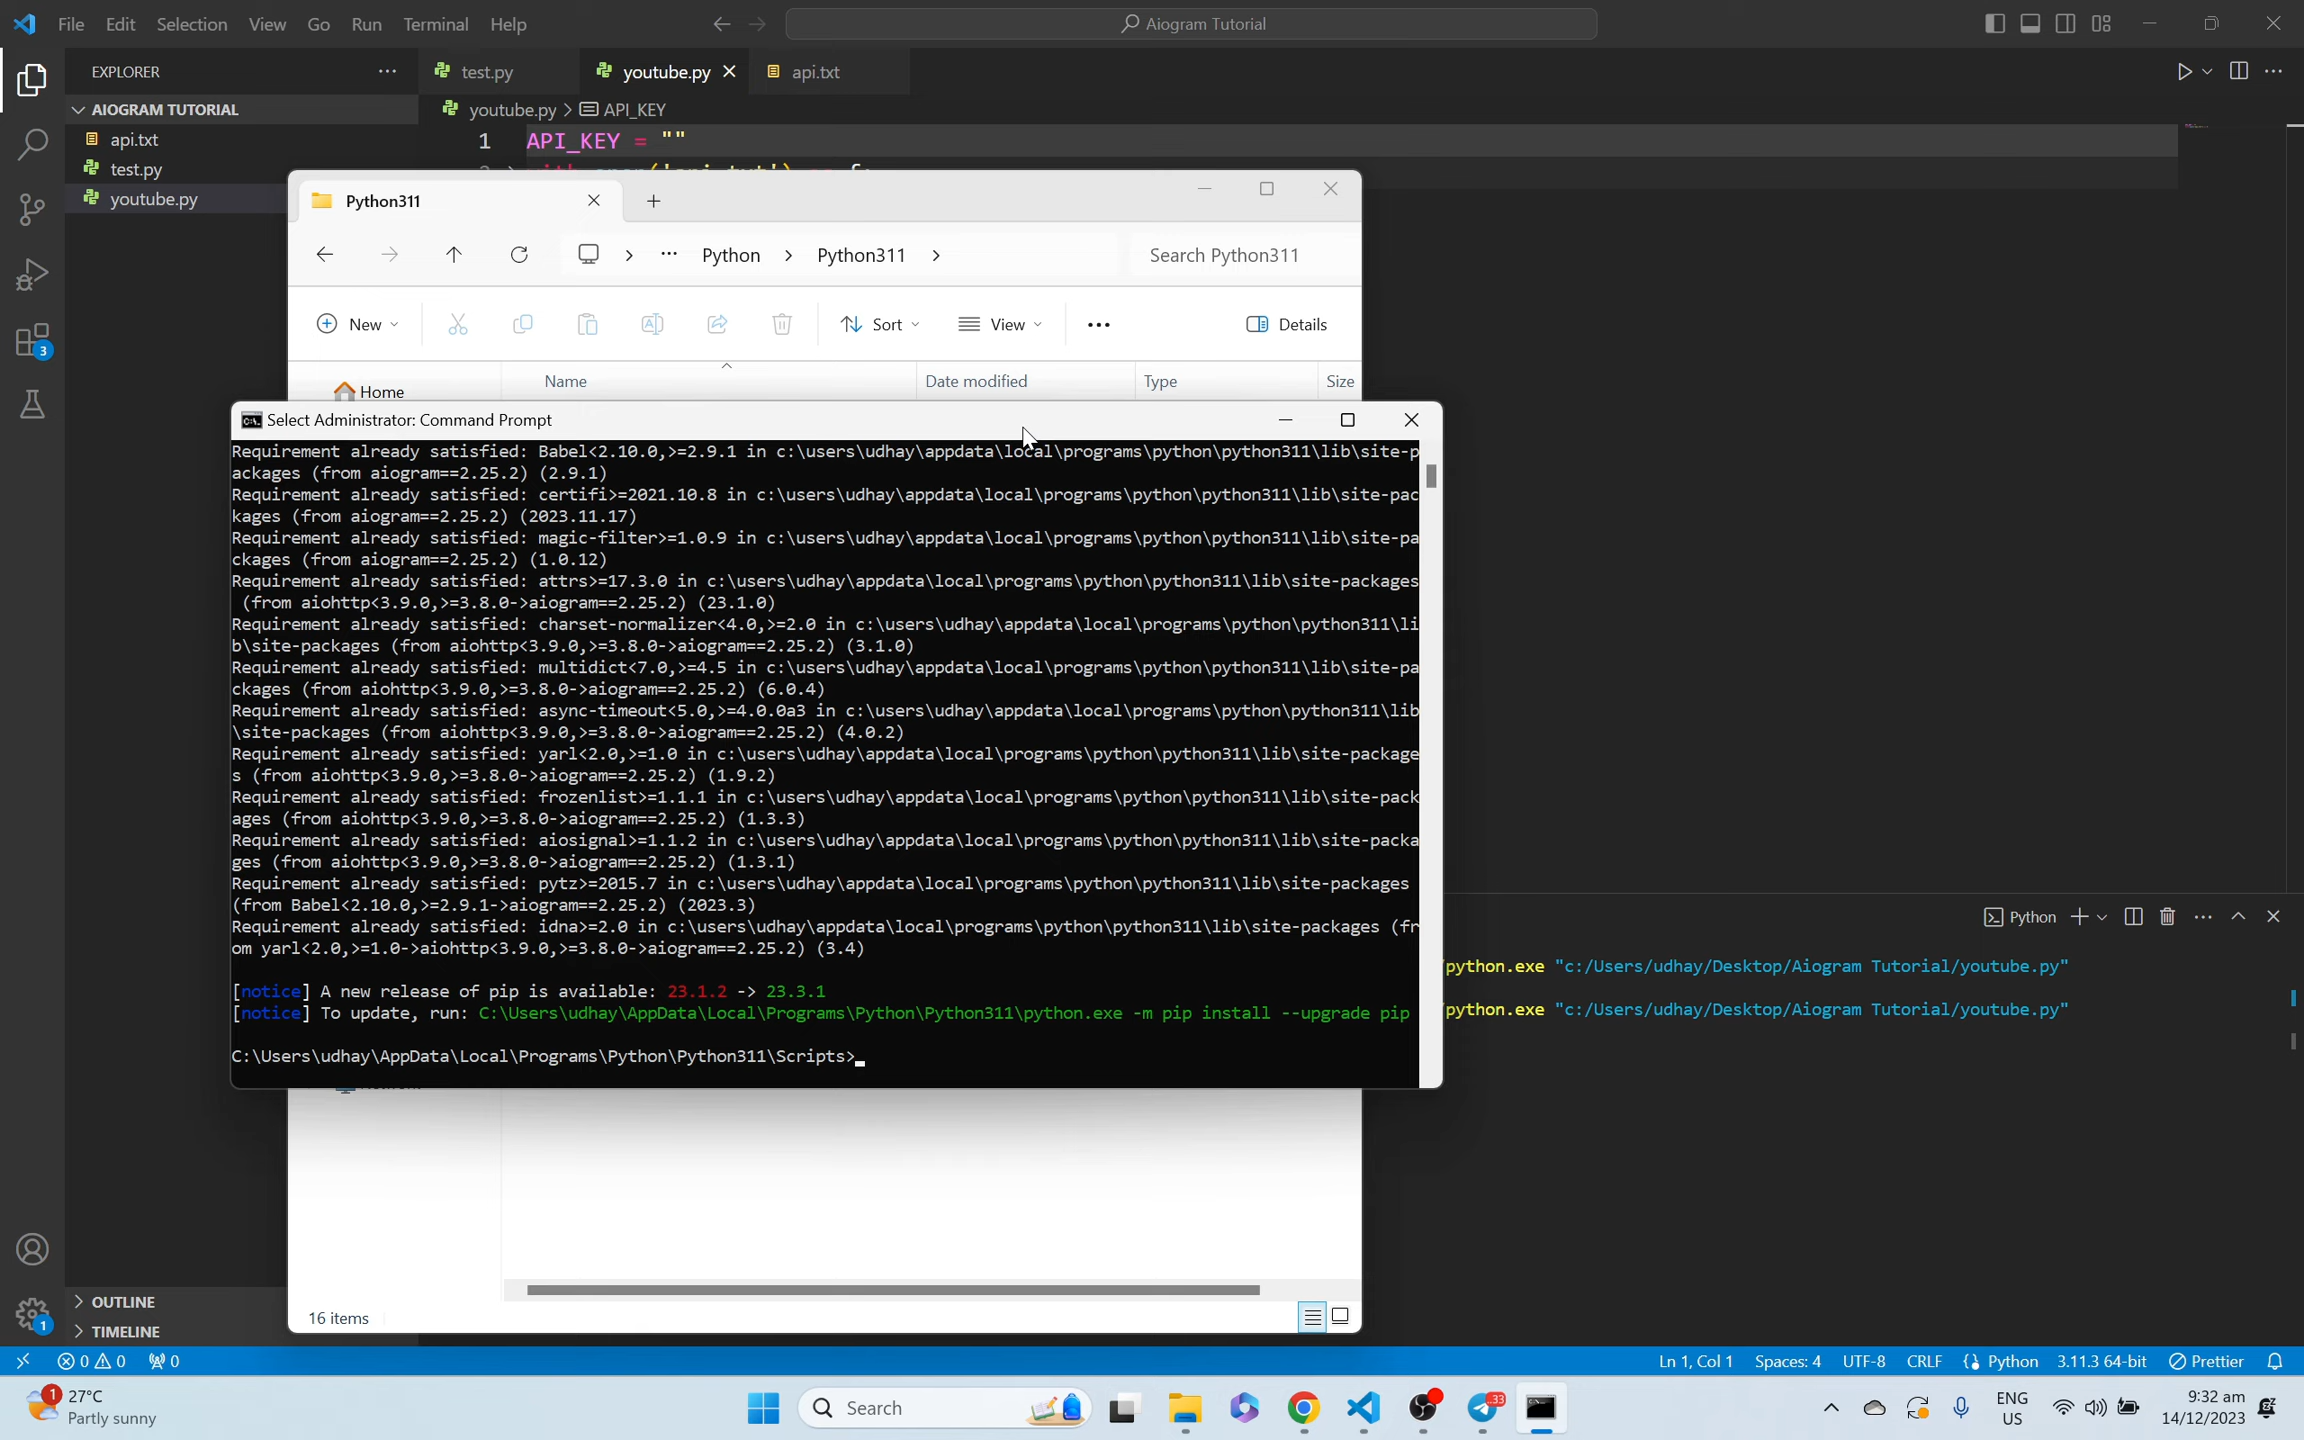 File Edit Selection View Go Run Terminal Help
Aiogram Tutorial
EXPLORER
test.py
youtube.py
api.txt
AIOGRAM TUTORIAL
youtube.py > API_KEY
api.txt
test.py
youtube.py
1 API_KEY = ""
Python311
Python > Python311 >
Search Python311
New
Sort
View
Details
Name
Date modified
Type
Size
Home
3
Select Administrator: Command Prompt
Requirement already satisfied: Babel<2.10.0,>=2.9.1 in c:\users\udhay\appdata\local\programs\python\python311\lib\site-p
ackages (from aiogram==2.25.2) (2.9.1)
Requirement already satisfied: certifi>=2021.10.8 in c:\users\udhay\appdata\local\programs\python\python311\lib\site-pac
kages (from aiogram==2.25.2) (2023.11.17)
Requirement already satisfied: magic-filter>=1.0.9 in c:\users\udhay\appdata\local\programs\python\python311\lib\site-pa
ckages (from aiogram==2.25.2) (1.0.12)
Requirement already satisfied: attrs>=17.3.0 in c:\users\udhay\appdata\local\programs\python\python311\lib\site-packages
(from aiohttp<3.9.0,>=3.8.0->aiogram==2.25.2) (23.1.0)
Requirement already satisfied: charset-normalizer<4.0,>=2.0 in c:\users\udhay\appdata\local\programs\python\python311\li
b\site-packages (from aiohttp<3.9.0,>=3.8.0->aiogram==2.25.2) (3.1.0)
Requirement already satisfied: multidict<7.0,>=4.5 in c:\users\udhay\appdata\local\programs\python\python311\lib\site-pa
ckages (from aiohttp<3.9.0,>=3.8.0->aiogram==2.25.2) (6.0.4)
Requirement already satisfied: async-timeout<5.0,>=4.0.0a3 in c:\users\udhay\appdata\local\programs\python\python311\lib
\site-packages (from aiohttp<3.9.0,>=3.8.0->aiogram==2.25.2) (4.0.2)
Requirement already satisfied: yarl<2.0,>=1.0 in c:\users\udhay\appdata\local\programs\python\python311\lib\site-package
s (from aiohttp<3.9.0,>=3.8.0->aiogram==2.25.2) (1.9.2)
Requirement already satisfied: frozenlist>=1.1.1 in c:\users\udhay\appdata\local\programs\python\python311\lib\site-pack
ages (from aiohttp<3.9.0,>=3.8.0->aiogram==2.25.2) (1.3.3)
Requirement already satisfied: aiosignal>=1.1.2 in c:\users\udhay\appdata\local\programs\python\python311\lib\site-packa
ges (from aiohttp<3.9.0,>=3.8.0->aiogram==2.25.2) (1.3.1)
Requirement already satisfied: pytz>=2015.7 in c:\users\udhay\appdata\local\programs\python\python311\lib\site-packages
(from Babel<2.10.0,>=2.9.1->aiogram==2.25.2) (2023.3)
Requirement already satisfied: idna>=2.0 in c:\users\udhay\appdata\local\programs\python\python311\lib\site-packages (fr
om yarl<2.0,>=1.0->aiohttp<3.9.0,>=3.8.0->aiogram==2.25.2) (3.4)
[notice] A new release of pip is available: 23.1.2 -> 23.3.1
[notice] To update, run: C:\Users\udhay\AppData\Local\Programs\Python\Python311\python.exe -m pip install --upgrade pip
C:\Users\udhay\AppData\Local\Programs\Python\Python311\Scripts>
Python
python.exe "c:/Users/udhay/Desktop/Aiogram Tutorial/youtube.py"
python.exe "c:/Users/udhay/Desktop/Aiogram Tutorial/youtube.py"
OUTLINE
TIMELINE
1
16 items
0 0 0
Ln 1, Col 1 Spaces: 4 UTF-8 CRLF Python 3.11.3 64-bit Prettier
1
27°C
Partly sunny
Search
33
ENG
US
9:32 am
14/12/2023